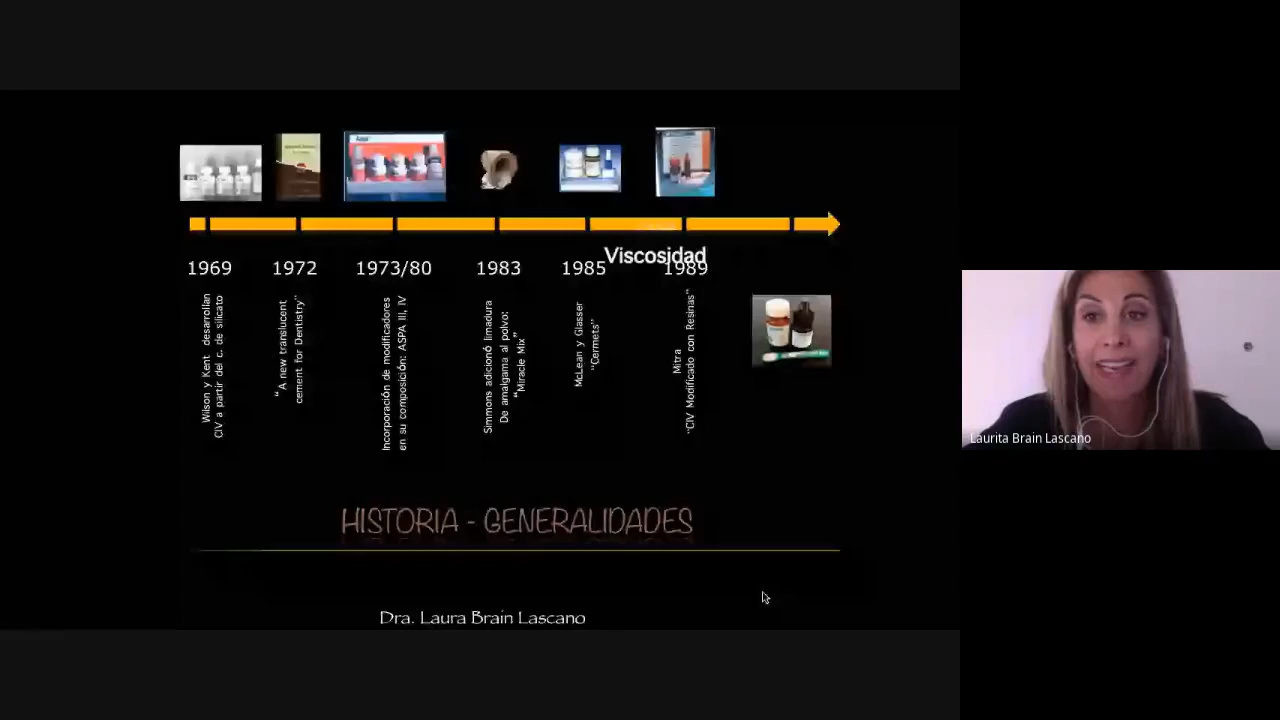 Viscosidad
1969
1972
1973/80
1983
1985
1989
Wilson y Kent desarrollan
CIV a partir del c. de silicato
“A new translucent
cement for Dentistry”
Incorporación de modificadores
en su composición: ASPA III, IV
Simmons adicionó limadura
De amalgama al polvo:
“Miracle Mix”
McLean y Glasser
“Cermets”
Mitra
“CIV Modificado con Resinas”
HISTORIA - GENERALIDADES
Dra. Laura Brain Lascano
Laurita Brain Lascano